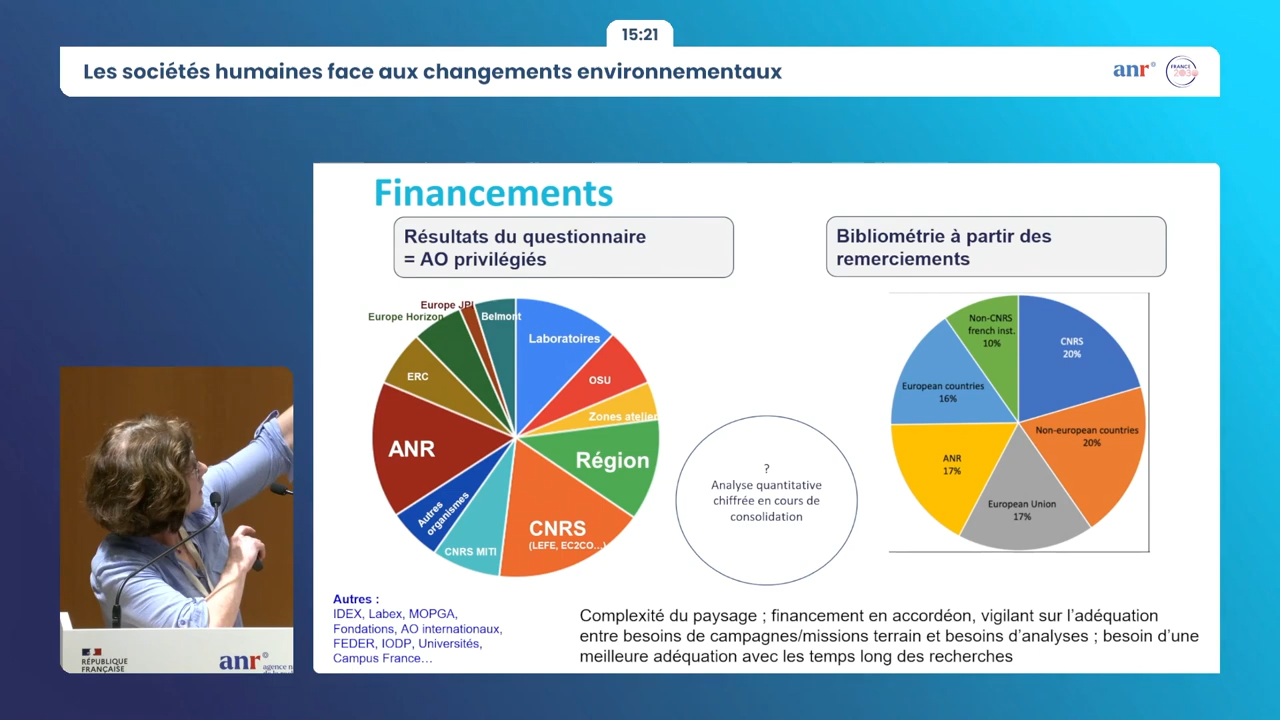 15:21
Les sociétés humaines face aux changements environnementaux
anr
FRANCE
2030
Financements
Résultats du questionnaire
= AO privilégiés
Bibliométrie à partir des
remerciements
Europe JPI
Europe Horizon
Belmont
Laboratoires
OSU
ERC
Zones atelier
ANR
Région
Autres
organismes
CNRS
(LEFE, EC2CO...)
CNRS MITI
?
Analyse quantitative
chiffrée en cours de
consolidation
Non-CNRS
french inst.
10%
CNRS
20%
European countries
16%
Non-european countries
20%
ANR
17%
European Union
17%
Autres :
IDEX, Labex, MOPGA,
Fondations, AO internationaux,
FEDER, IODP, Universités,
Campus France…
Complexité du paysage ; financement en accordéon, vigilant sur l’adéquation
entre besoins de campagnes/missions terrain et besoins d’analyses ; besoin d’une
meilleure adéquation avec les temps long des recherches
RÉPUBLIQUE
FRANÇAISE
anr
agence